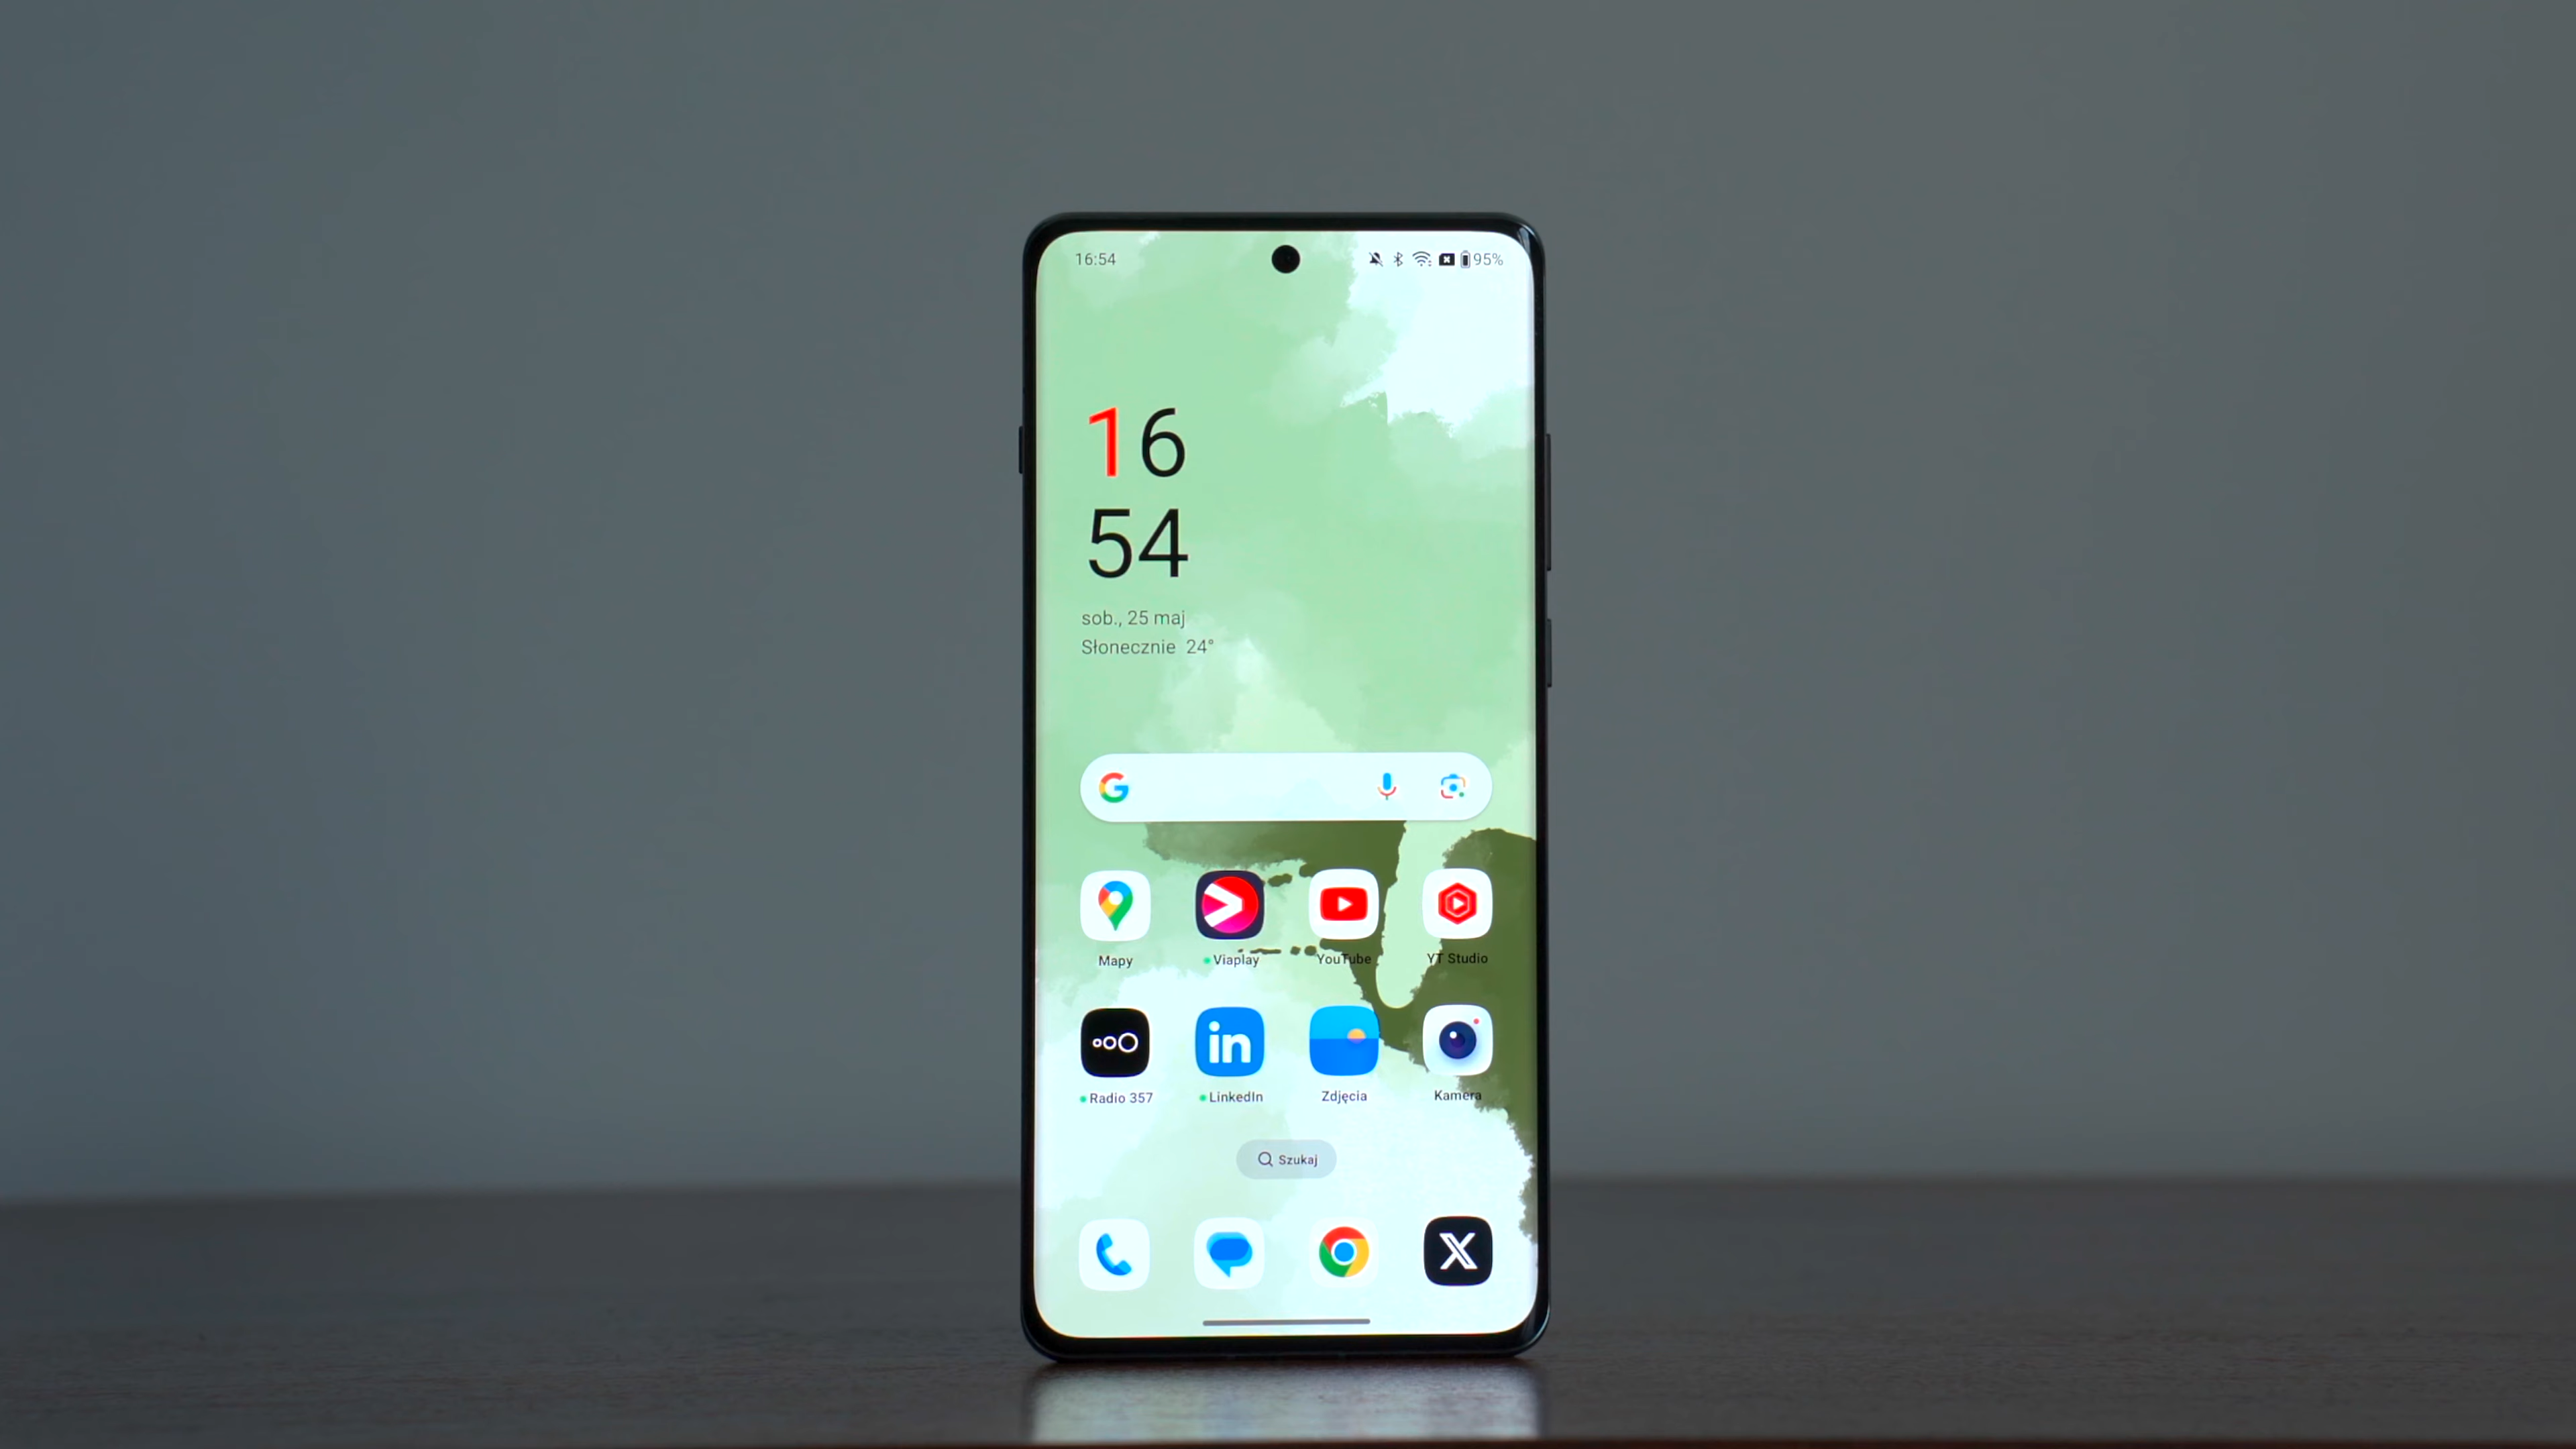 16:54 95%
16
54
sob., 25 maj
Słonecznie 24°
Mapy Viaplay YouTube YT Studio
Radio 357 LinkedIn Zdjęcia Kamera
Szukaj